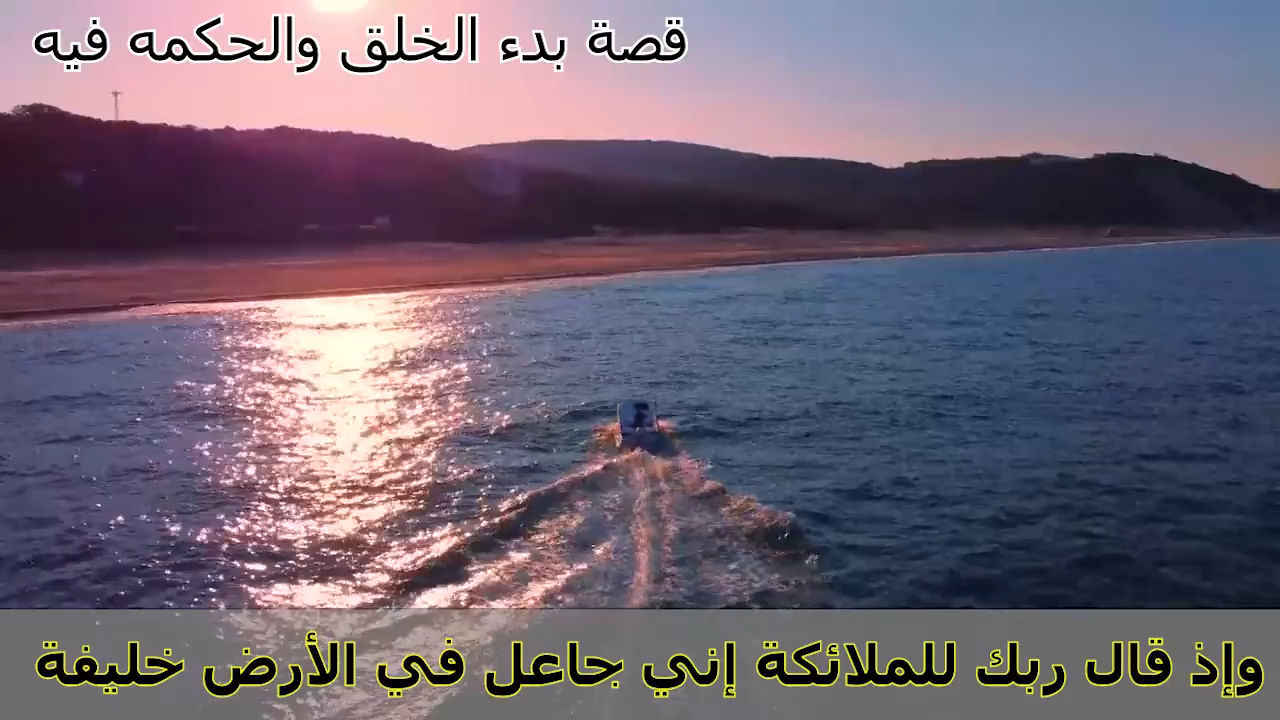 قصة بدء الخلق والحكمه فيه
وإذ قال ربك للملائكة إني جاعل في الأرض خليفة